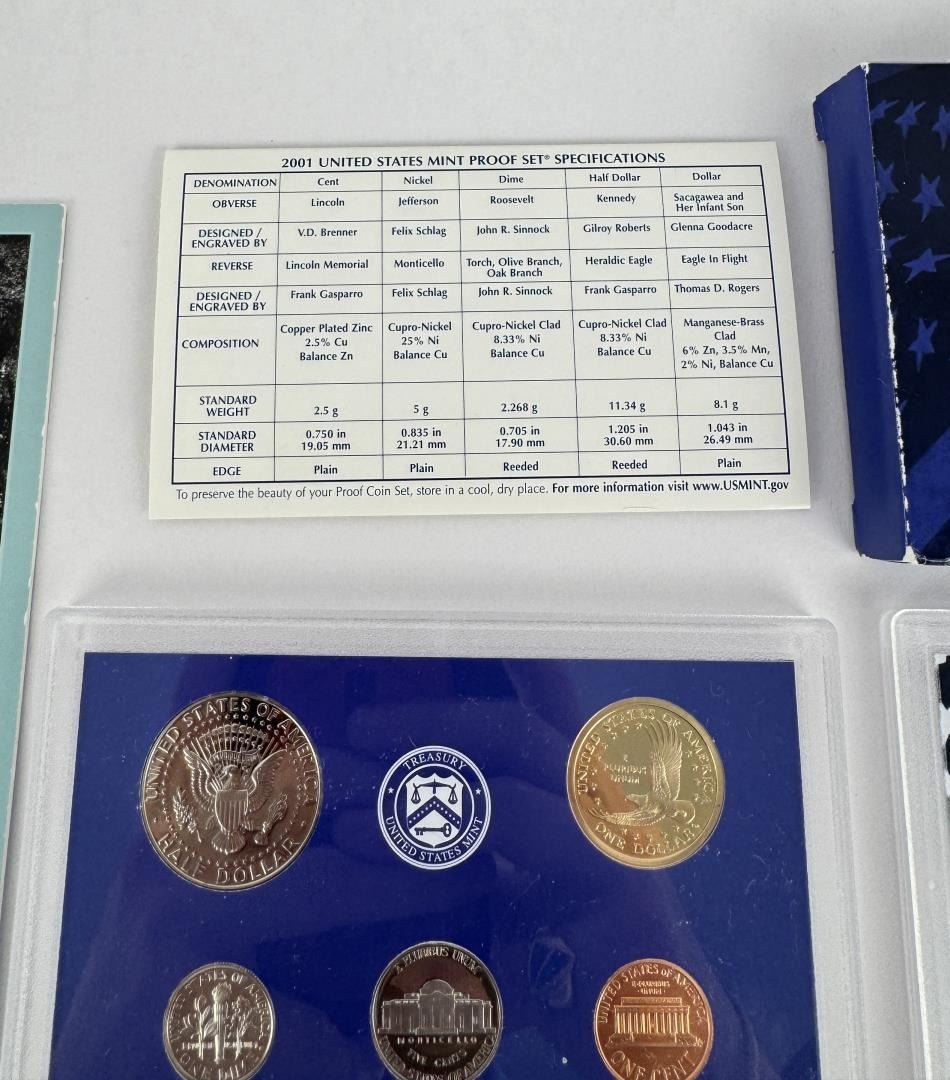 2001 UNITED STATES MINT PROOF SET® SPECIFICATIONS
DENOMINATION Cent Nickel Dime Half Dollar Dollar
OBVERSE Lincoln Jefferson Roosevelt Kennedy Sacagawea and
Her Infant Son
DESIGNED / V.D. Brenner Felix Schlag John R. Sinnock Gilroy Roberts Glenna Goodacre
ENGRAVED BY
REVERSE Lincoln Memorial Monticello Torch, Olive Branch, Heraldic Eagle Eagle In Flight
Oak Branch
DESIGNED / Frank Gasparro Felix Schlag John R. Sinnock Frank Gasparro Thomas D. Rogers
ENGRAVED BY
Copper Plated Zinc Cupro-Nickel Cupro-Nickel Clad Cupro-Nickel Clad Manganese-Brass
COMPOSITION 2.5% Cu 25% Ni 8.33% Ni 8.33% Ni Clad
Balance Zn Balance Cu Balance Cu Balance Cu 6% Zn, 3.5% Mn,
2% Ni, Balance Cu
STANDARD
WEIGHT 2.5 g 5 g 2.268 g 11.34 g 8.1 g
STANDARD 0.750 in 0.835 in 0.705 in 1.205 in 1.043 in
DIAMETER 19.05 mm 21.21 mm 17.90 mm 30.60 mm 26.49 mm
EDGE Plain Plain Reeded Reeded Plain
To preserve the beauty of your Proof Coin Set, store in a cool, dry place. For more information visit www.USMINT.gov
UNITED STATES OF AMERICA
HALF DOLLAR
TREASURY
UNITED STATES MINT
UNITED STATES OF AMERICA
E
PLURIBUS
UNUM
ONE DOLLAR
STATES OF
ONE DIME
E PLURIBUS UNUM
MONTICELLO
FIVE CENTS
UNITED STATES OF AMERICA
E·PLURIBUS
UNUM
ONE CENT